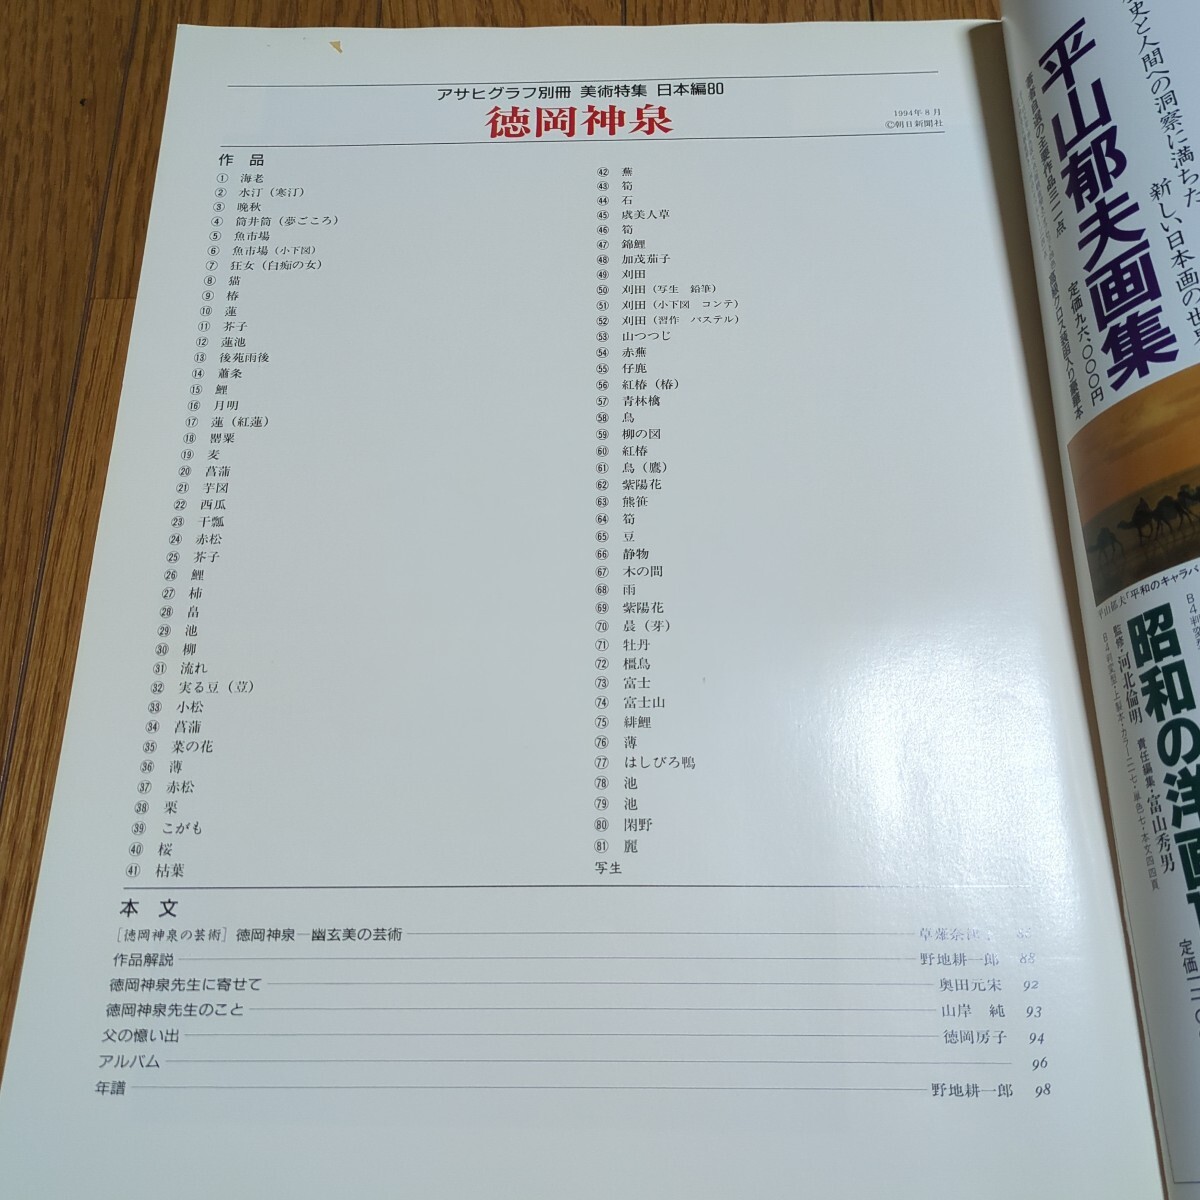 アサヒグラフ別冊 美術特集 日本編80
徳岡神泉
1994年8月
©朝日新聞社
作 品
① 海老
② 水汀（寒汀）
③ 晩秋
④ 筒井筒（夢ごころ）
⑤ 魚市場
⑥ 魚市場（小下図）
⑦ 狂女（白痴の女）
⑧ 猫
⑨ 椿
⑩ 蓮
⑪ 芥子
⑫ 蓮池
⑬ 後苑雨後
⑭ 蕭条
⑮ 鯉
⑯ 月明
⑰ 蓮（紅蓮）
⑱ 罌粟
⑲ 麦
⑳ 菖蒲
㉑ 芋図
㉒ 西瓜
㉓ 干瓢
㉔ 赤松
㉕ 芥子
㉖ 鯉
㉗ 柿
㉘ 畠
㉙ 池
㉚ 柳
㉛ 流れ
㉜ 実る豆（荳）
㉝ 小松
㉞ 菖蒲
㉟ 菜の花
㊱ 薄
㊲ 赤松
㊳ 栗
㊴ こがも
㊵ 桜
㊶ 枯葉
㊷ 蕪
㊸ 筍
㊹ 石
㊺ 虞美人草
㊻ 筍
㊼ 錦鯉
㊽ 加茂茄子
㊾ 刈田
㊿ 刈田（写生 鉛筆）
51 刈田（小下図 コンテ）
52 刈田（習作 パステル）
53 山つつじ
54 赤蕪
55 仔鹿
56 紅椿（椿）
57 青林檎
58 鳥
59 柳の図
60 紅椿
61 鳥（鷹）
62 紫陽花
63 熊笹
64 筍
65 豆
66 静物
67 木の間
68 雨
69 紫陽花
70 晨（芽）
71 牡丹
72 橿鳥
73 富士
74 富士山
75 緋鯉
76 薄
77 はしびろ鴨
78 池
79 池
80 閑野
81 麗
写生
本 文
［徳岡神泉の芸術］徳岡神泉―幽玄美の芸術 草薙奈津子 85
作品解説 野地耕一郎 88
徳岡神泉先生に寄せて 奥田元宋 92
徳岡神泉先生のこと 山岸 純 93
父の憶い出 徳岡房子 94
アルバム 96
年譜 野地耕一郎 98
史と人間への洞察に満ちた
新しい日本画の世界
平山郁夫画集
定価九六、〇〇〇円
平山郁夫「平和のキャラバ
昭和の洋画
監修・河北倫明 責任編集・富山秀男
定価